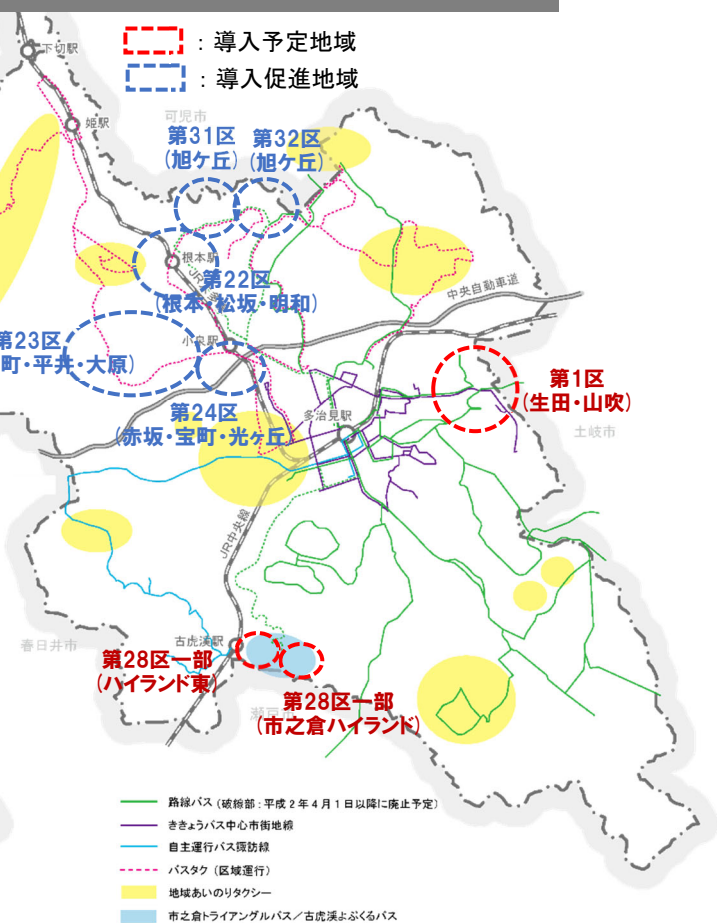 ：導入予定地域
：導入促進地域
下切駅
可児市
姫駅
第31区
(旭ケ丘)
第32区
(旭ケ丘)
根本駅
第22区
(根本・松坂・明和)
中央自動車道
小泉駅
第23区
町・平井・大原)
第1区
(生田・山吹)
第24区
(赤坂・宝町・光ヶ丘)
多治見駅
土岐市
JR中央線
春日井市
古虎渓駅
第28区一部
(ハイランド東)
第28区一部
(市之倉ハイランド)
路線バス (破線部：平成２年４月１日以降に廃止予定)
ききょうバス中心市街地線
自主運行バス諏訪線
バスタク (区域運行)
地域あいのりタクシー
市之倉トライアングルバス／古虎渓よぶくるバス